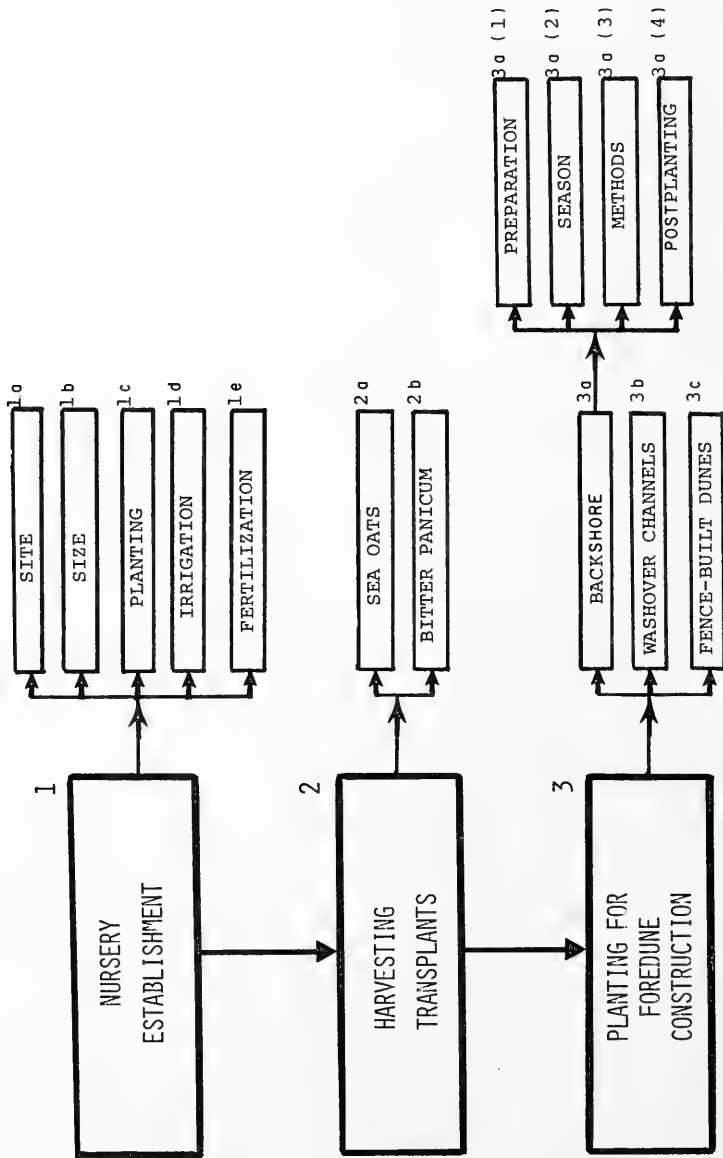 1
NURSERY
ESTABLISHMENT
SITE 1a
SIZE 1b
PLANTING 1c
IRRIGATION 1d
FERTILIZATION 1e
2
HARVESTING
TRANSPLANTS
SEA OATS 2a
BITTER PANICUM 2b
3
PLANTING FOR
FOREDUNE
CONSTRUCTION
BACKSHORE 3a
WASHOVER CHANNELS 3b
FENCE-BUILT DUNES 3c
PREPARATION 3a (1)
SEASON 3a (2)
METHODS 3a (3)
POSTPLANTING 3a (4)